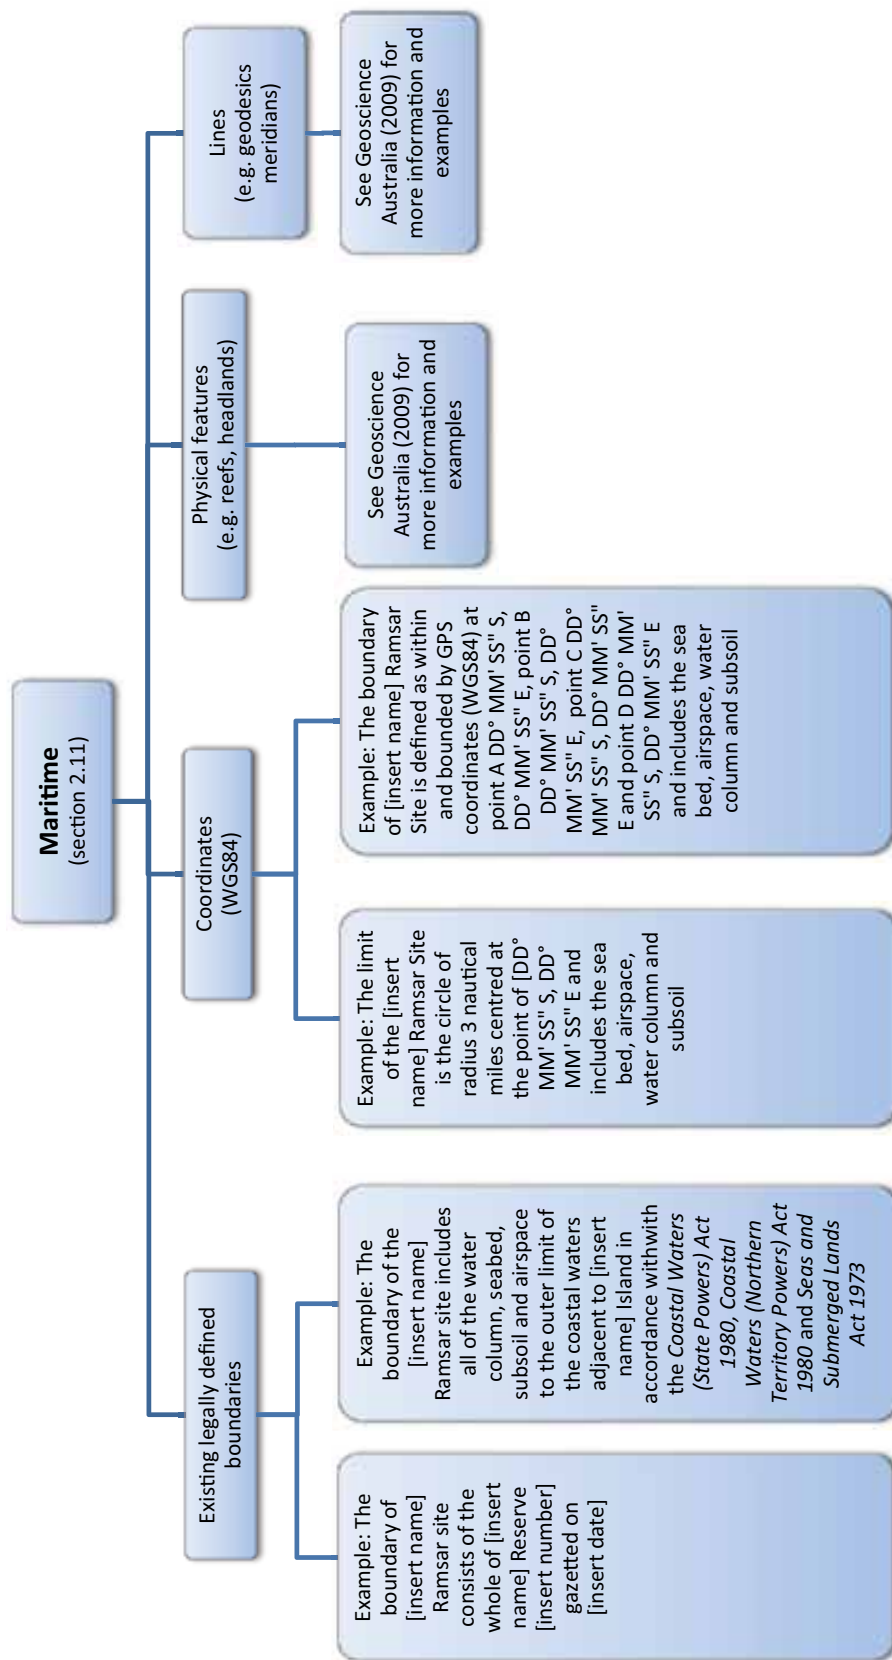 Maritime
(section 2.11)
Existing legally defined
boundaries
Example: The
boundary of
[insert name]
Ramsar site
consists of the
whole of [insert
name] Reserve
[insert number]
gazetted on
[insert date]
Example: The
boundary of the
[insert name]
Ramsar site includes
all of the water
column, seabed,
subsoil and airspace
to the outer limit of
the coastal waters
adjacent to [insert
name] Island in
accordance withwith
the Coastal Waters
(State Powers) Act
1980, Coastal
Waters (Northern
Territory Powers) Act
1980 and Seas and
Submerged Lands
Act 1973
Coordinates
(WGS84)
Example: The limit
of the [insert
name] Ramsar Site
is the circle of
radius 3 nautical
miles centred at
the point of [DD°
MM' SS" S, DD°
MM' SS" E and
includes the sea
bed, airspace,
water column and
subsoil
Example: The boundary
of [insert name] Ramsar
Site is defined as within
and bounded by GPS
coordinates (WGS84) at
point A DD° MM' SS" S,
DD° MM' SS" E, point B
DD° MM' SS" S, DD°
MM' SS" E, point C DD°
MM' SS" S, DD° MM' SS"
E and point D DD° MM'
SS" S, DD° MM' SS" E
and includes the sea
bed, airspace, water
column and subsoil
Physical features
(e.g. reefs, headlands)
See Geoscience
Australia (2009) for
more information and
examples
Lines
(e.g. geodesics
meridians)
See Geoscience
Australia (2009) for
more information and
examples